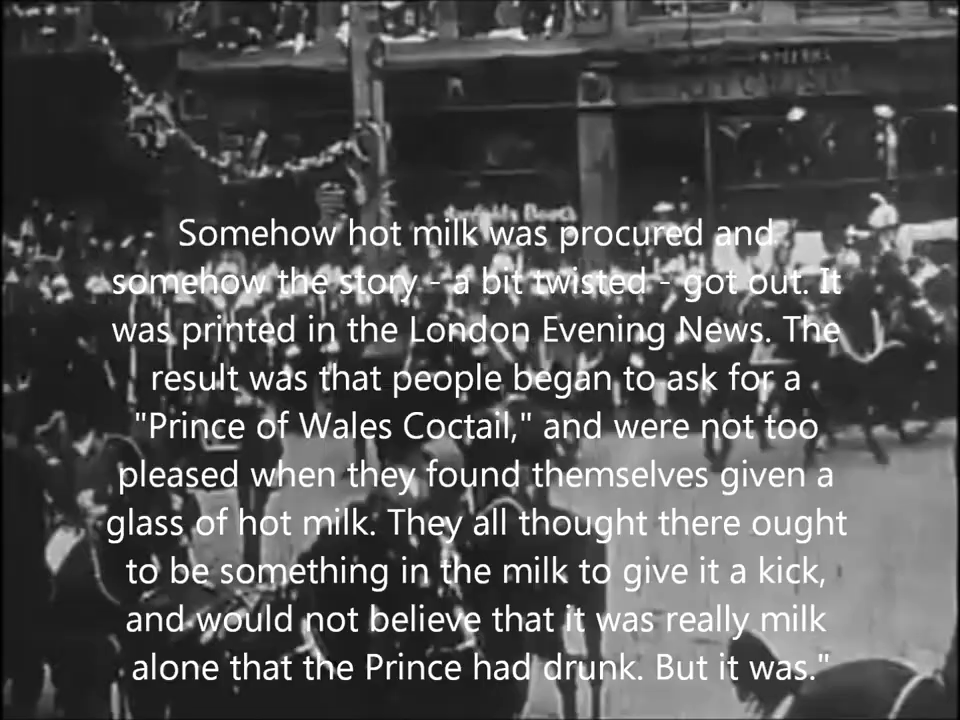 Somehow hot milk was procured and
somehow the story - a bit twisted - got out. It
was printed in the London Evening News. The
result was that people began to ask for a
"Prince of Wales Coctail," and were not too
pleased when they found themselves given a
glass of hot milk. They all thought there ought
to be something in the milk to give it a kick,
and would not believe that it was really milk
alone that the Prince had drunk. But it was."